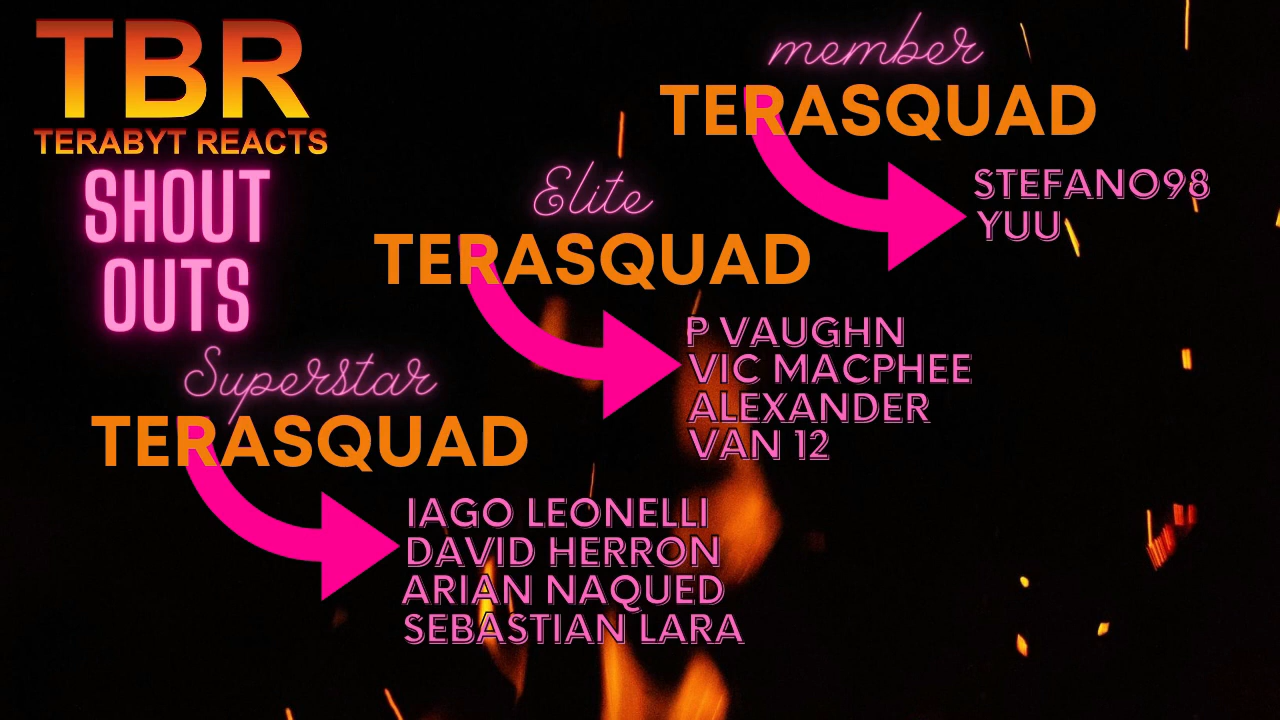 TBR
TERABYT REACTS
SHOUT
OUTS
member
TERASQUAD
STEFANO98
YUU
Elite
TERASQUAD
P VAUGHN
VIC MACPHEE
ALEXANDER
VAN 12
Superstar
TERASQUAD
IAGO LEONELLI
DAVID HERRON
ARIAN NAQUED
SEBASTIAN LARA